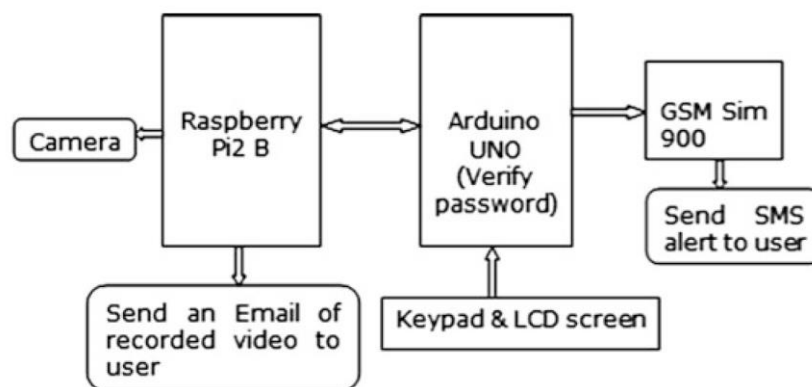 Camera
Raspberry
Pi2 B
Arduino
UNO
(Verify
password)
GSM Sim
900
Send SMS
alert to user
Send an Email of
recorded video to
user
Keypad & LCD screen